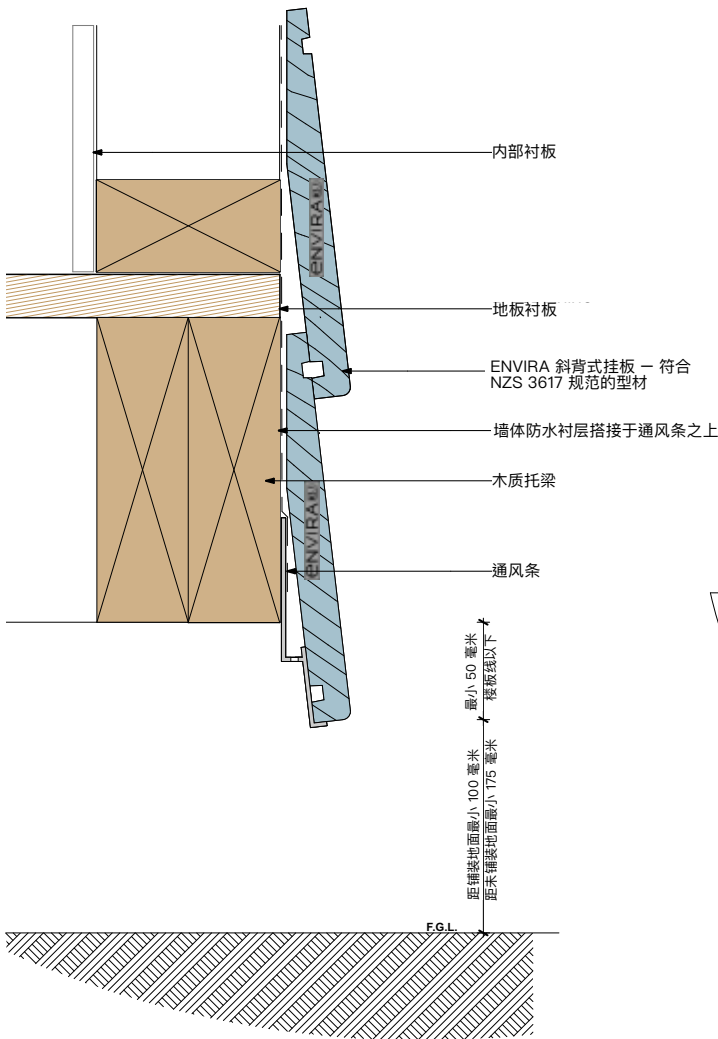 内部衬板
ENVIRA
地板衬板
ENVIRA 斜背式挂板 — 符合
NZS 3617 规范的型材
墙体防水衬层搭接于通风条之上
木质托梁
ENVIRA
通风条
最小 50 毫米
楼板线以下
距铺装地面最小 100 毫米
距未铺装地面最小 175 毫米
F.G.L.